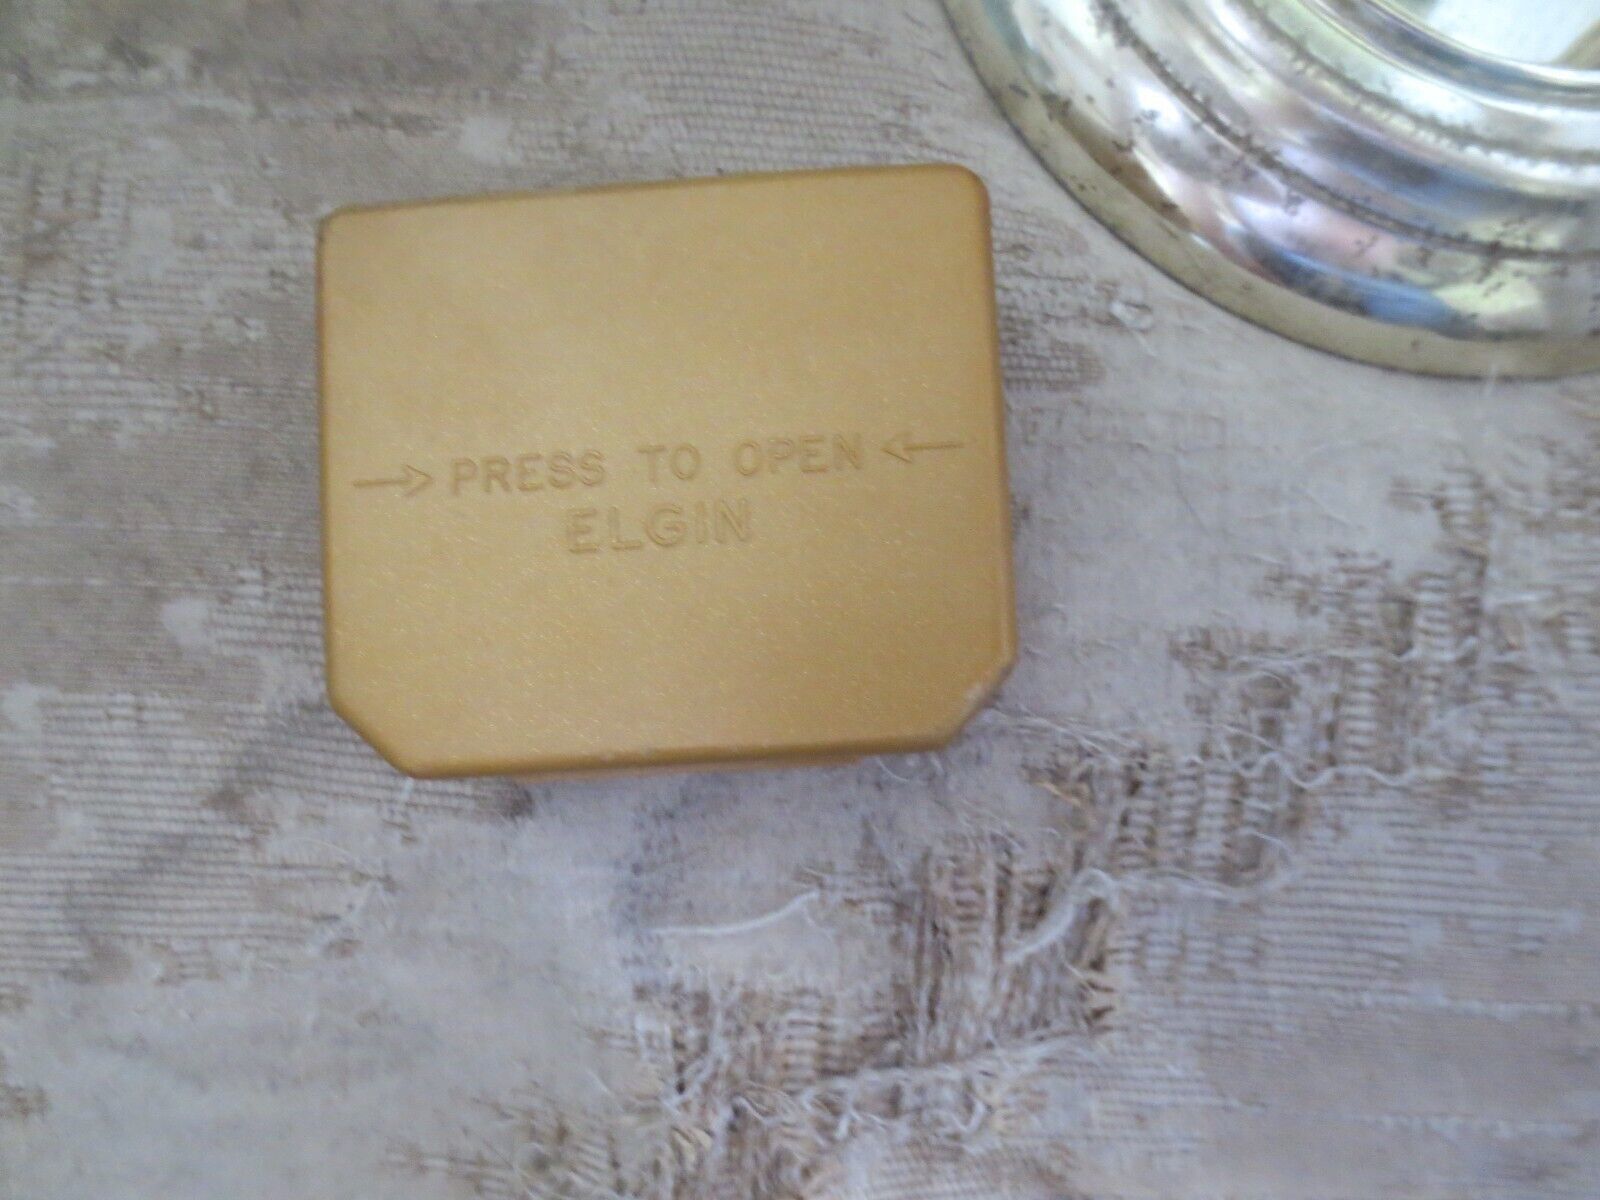 → PRESS TO OPEN ←
ELGIN